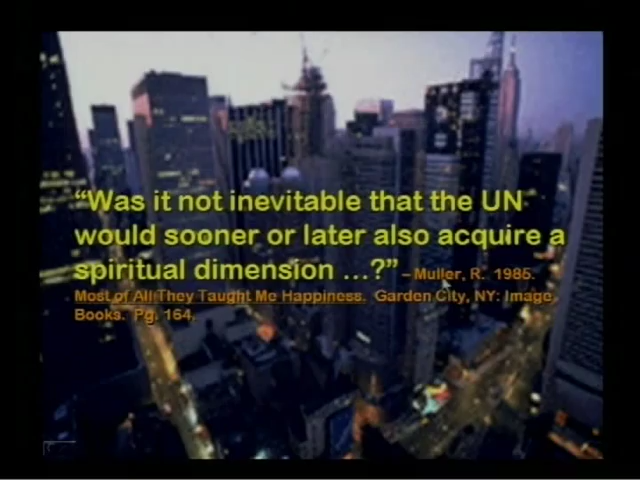 “Was it not inevitable that the UN
would sooner or later also acquire a
spiritual dimension …?” – Muller, R. 1985.
Most of All They Taught Me Happiness. Garden City, NY: Image
Books. Pg. 164.